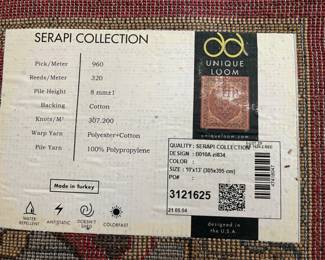 SERAPI COLLECTION
Pick/Meter 960
Reeds/Meter 320
Pile Height 8 mm±1
Backing Cotton
Knots/M² 307.200
Warp Yarn Polyester+Cotton
Pile Yarn 100% Polypropylene
Made in Turkey
WATER REPELLENT
ANTISTATIC
DOESN'T SHED
COLORFAST
UNIQUE
LOOM
uniqueloom.com
QUALITY : SERAPI COLLECTION
DESIGN :
COLOR :
SIZE : 10'x13' (305x395 cm)
PO# :
3121625
designed in
the U.S.A.